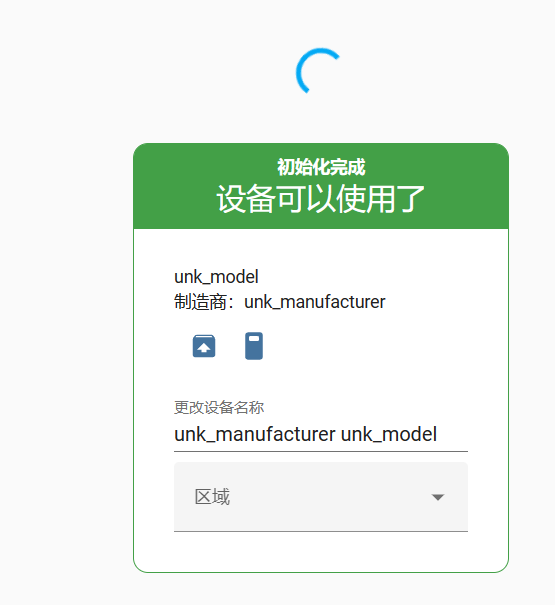 初始化完成
设备可以使用了
unk_model
制造商：unk_manufacturer
更改设备名称
unk_manufacturer unk_model
区域